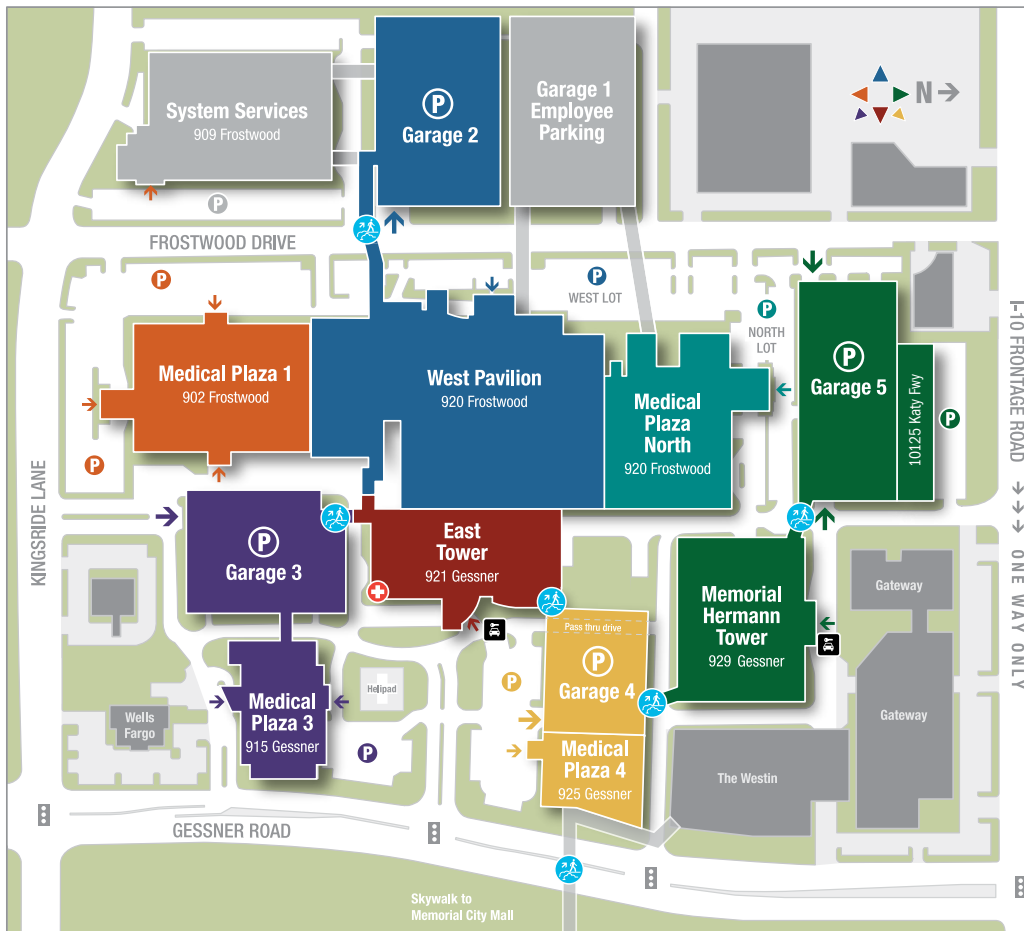 System Services
909 Frostwood
P
Garage 2
Garage 1
Employee
Parking
N
P
FROSTWOOD DRIVE
P
P
WEST LOT
P
NORTH
LOT
Medical Plaza 1
902 Frostwood
P
West Pavilion
920 Frostwood
Medical
Plaza
North
920 Frostwood
P
Garage 5
10125 Katy Fwy
P
I-10 FRONTAGE ROAD
ONE WAY ONLY
KINGSRIDE LANE
P
Garage 3
East
Tower
921 Gessner
Memorial
Hermann
Tower
929 Gessner
Gateway
Pass thru drive
P
Garage 4
P
Helipad
Medical
Plaza 3
915 Gessner
P
Wells
Fargo
Medical
Plaza 4
925 Gessner
Gateway
The Westin
GESSNER ROAD
Skywalk to
Memorial City Mall